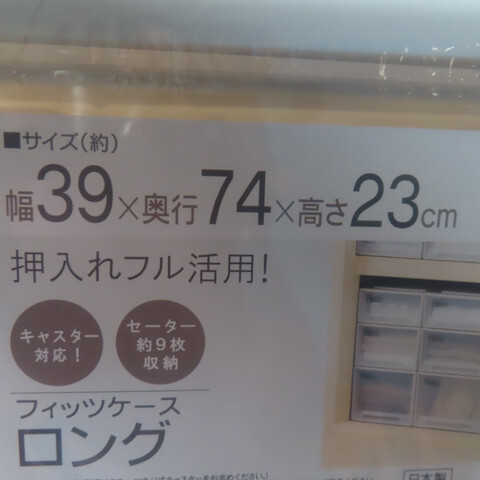 ■サイズ(約)
幅39×奥行74×高さ23cm
押入れフル活用!
キャスター
対応!
セーター
約9枚
収納
フィッツケース
ロング
日本製